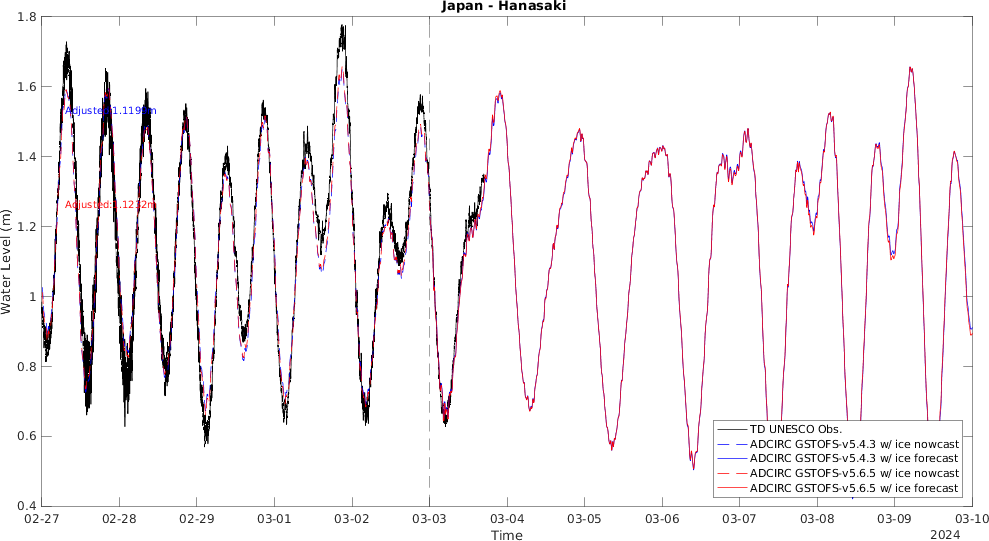 Japan - Hanasaki
1.8
1.6
1.4
1.2
1
0.8
0.6
0.4
Water Level (m)
Adjusted: 1.1199m
Adjusted: 1.1232m
TD UNESCO Obs.
ADCIRC GSTOFS-v5.4.3 w/ ice nowcast
ADCIRC GSTOFS-v5.4.3 w/ ice forecast
ADCIRC GSTOFS-v5.6.5 w/ ice nowcast
ADCIRC GSTOFS-v5.6.5 w/ ice forecast
02-27 02-28 02-29 03-01 03-02 03-03 03-04 03-05 03-06 03-07 03-08 03-09 03-10
Time
2024